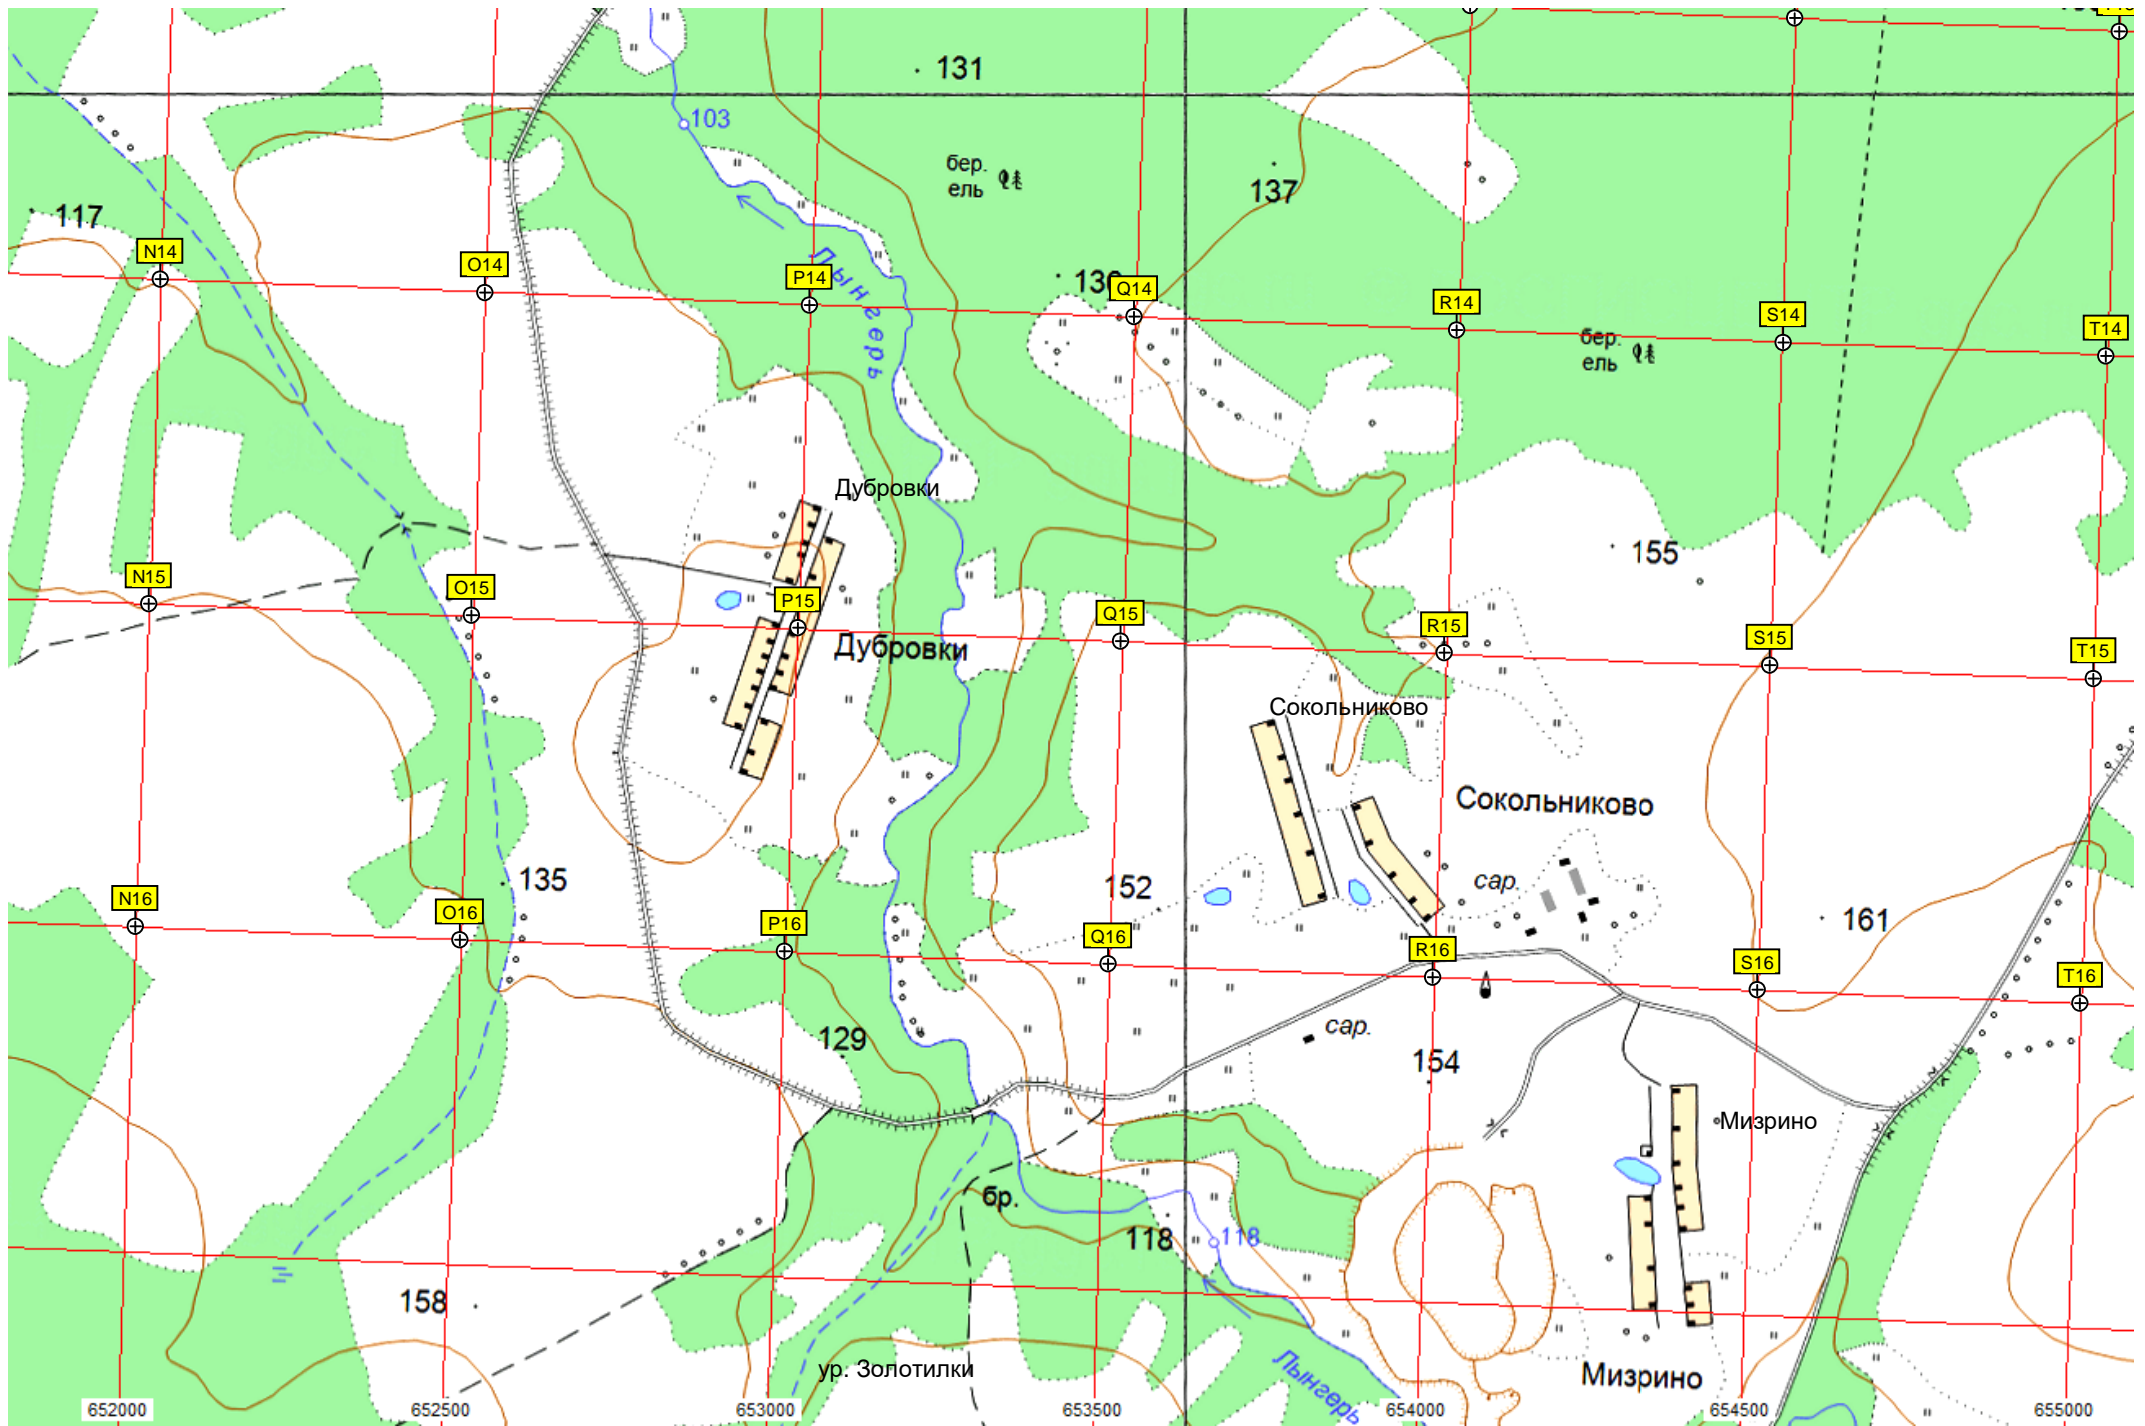 131
103
бер.
ель
137
117
N14
O14
P14
Q14
R14
S14
T14
Лынгерь
бер.
ель
Дубровки
155
N15
O15
P15
Q15
R15
S15
T15
Дубровки
Сокольниково
Сокольниково
135
152
сар.
161
N16
O16
P16
Q16
R16
S16
T16
129
сар.
154
Мизрино
бр.
118
118
158
ур. Золотилки
Лынгерь
Мизрино
652000
652500
653000
653500
654000
654500
655000